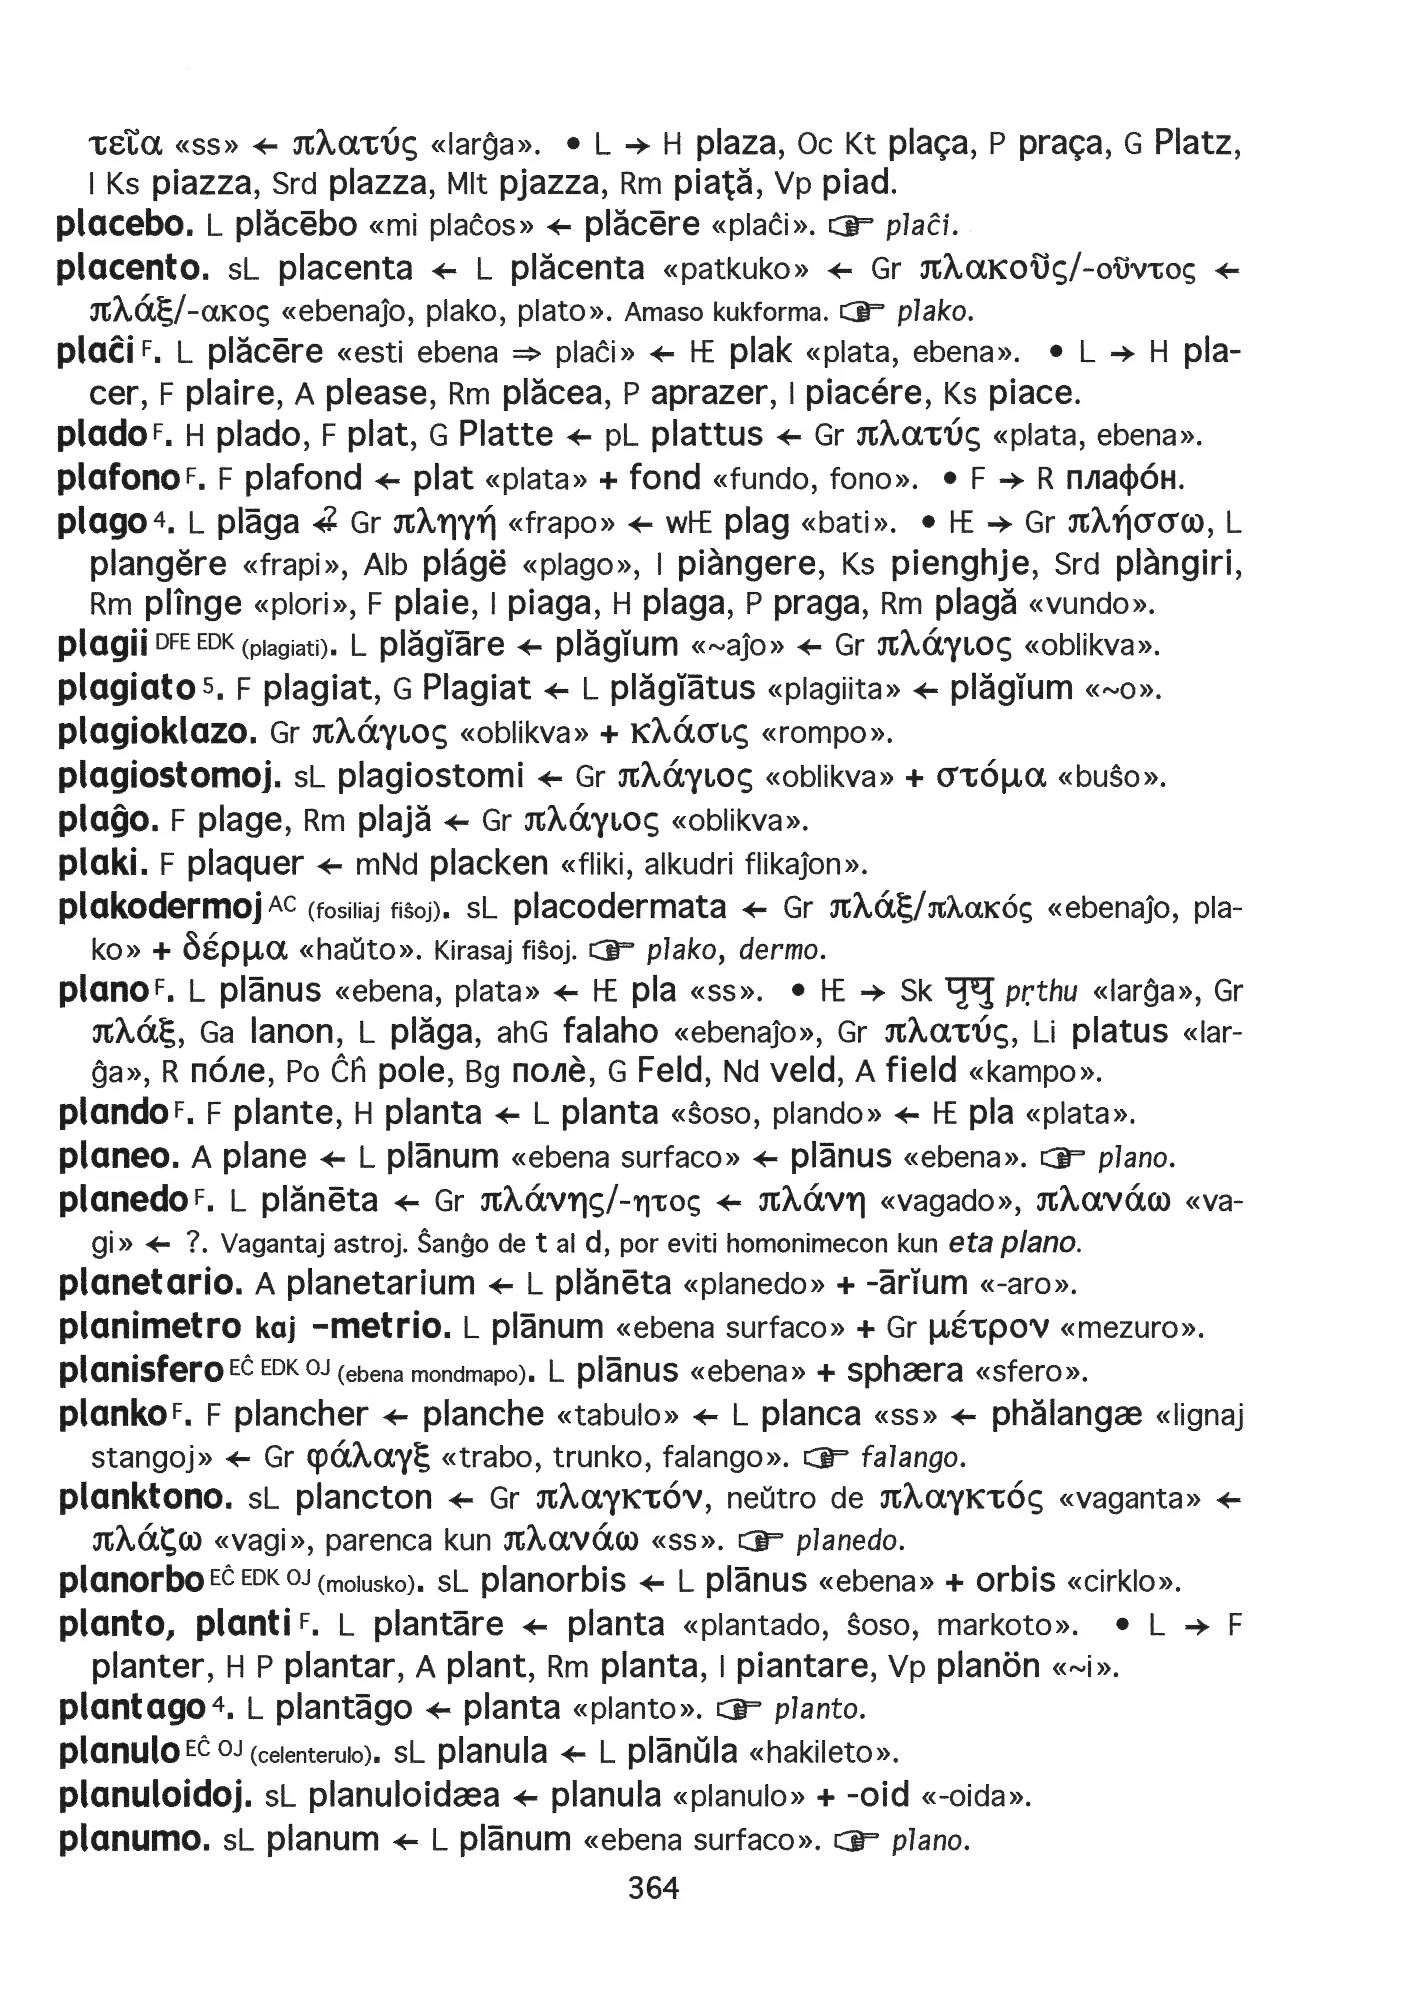 τεῖα «ss» ← πλατύς «larĝa». • L → H plaza, Oc Kt plaça, P praça, G Platz,
I Ks piazza, Srd plazza, Mlt pjazza, Rm piaţă, Vp piad.
placebo. L plăcēbo «mi plaĉos» ← plăcēre «plaĉi». ☞ plaĉi.
placento. sL placenta ← L plăcenta «patkuko» ← Gr πλακοῦς/-οῦντος ←
πλάξ/-ακος «ebenaĵo, plako, plato». Amaso kukforma. ☞ plako.
plaĉi F. L plăcēre «esti ebena ⇒ plaĉi» ← IE plak «plata, ebena». • L → H pla-
cer, F plaire, A please, Rm plăcea, P aprazer, I piacére, Ks piace.
plado F. H plado, F plat, G Platte ← pL plattus ← Gr πλατύς «plata, ebena».
plafono F. F plafond ← plat «plata» + fond «fundo, fono». • F → R плафо́н.
plago 4. L plāga ←? Gr πληγή «frapo» ← wIE plag «bati». • IE → Gr πλήσσω, L
plangĕre «frapi», Alb plágë «plago», I piàngere, Ks pienghje, Srd plàngiri,
Rm plînge «plori», F plaie, I piaga, H plaga, P praga, Rm plagă «vundo».
plagii DFE EDK (plagiati). L plăgĭāre ← plăgĭum «~aĵo» ← Gr πλάγιος «oblikva».
plagiato 5. F plagiat, G Plagiat ← L plăgĭātus «plagiita» ← plăgĭum «~o».
plagioklazo. Gr πλάγιος «oblikva» + κλάσις «rompo».
plagiostomoj. sL plagiostomi ← Gr πλάγιος «oblikva» + στόμα «buŝo».
plaĝo. F plage, Rm plajă ← Gr πλάγιος «oblikva».
plaki. F plaquer ← mNd placken «fliki, alkudri flikaĵon».
plakodermoj AC (fosiliaj fiŝoj). sL placodermata ← Gr πλάξ/πλακός «ebenaĵo, pla-
ko» + δέρμα «haŭto». Kirasaj fiŝoj. ☞ plako, dermo.
plano F. L plānus «ebena, plata» ← IE pla «ss». • IE → Sk पृथु pṛthu «larĝa», Gr
πλάξ, Ga lanon, L plăga, ahG falaho «ebenaĵo», Gr πλατύς, Li platus «lar-
ĝa», R по́ле, Po Ĉĥ pole, Bg полѐ, G Feld, Nd veld, A field «kampo».
plando F. F plante, H planta ← L planta «ŝoso, plando» ← IE pla «plata».
planeo. A plane ← L plānum «ebena surfaco» ← plānus «ebena». ☞ plano.
planedo F. L plănēta ← Gr πλάνης/-ητος ← πλάνη «vagado», πλανάω «va-
gi» ← ?. Vagantaj astroj. Ŝanĝo de t al d, por eviti homonimecon kun eta plano.
planetario. A planetarium ← L plănēta «planedo» + -ārĭum «-aro».
planimetro kaj -metrio. L plānum «ebena surfaco» + Gr μέτρον «mezuro».
planisfero EĈ EDK OJ (ebena mondmapo). L plānus «ebena» + sphæra «sfero».
planko F. F plancher ← planche «tabulo» ← L planca «ss» ← phălangæ «lignaj
stangoj» ← Gr φάλαγξ «trabo, trunko, falango». ☞ falango.
planktono. sL plancton ← Gr πλαγκτόν, neŭtro de πλαγκτός «vaganta» ←
πλάζω «vagi», parenca kun πλανάω «ss». ☞ planedo.
planorbo EĈ EDK OJ (molusko). sL planorbis ← L plānus «ebena» + orbis «cirklo».
planto, planti F. L plantāre ← planta «plantado, ŝoso, markoto». • L → F
planter, H P plantar, A plant, Rm planta, I piantare, Vp planön «~i».
plantago 4. L plantāgo ← planta «planto». ☞ planto.
planulo EĈ OJ (celenterulo). sL planula ← L plānŭla «hakileto».
planuloidoj. sL planuloidæa ← planula «planulo» + -oid «-oida».
planumo. sL planum ← L plānum «ebena surfaco». ☞ plano.
364